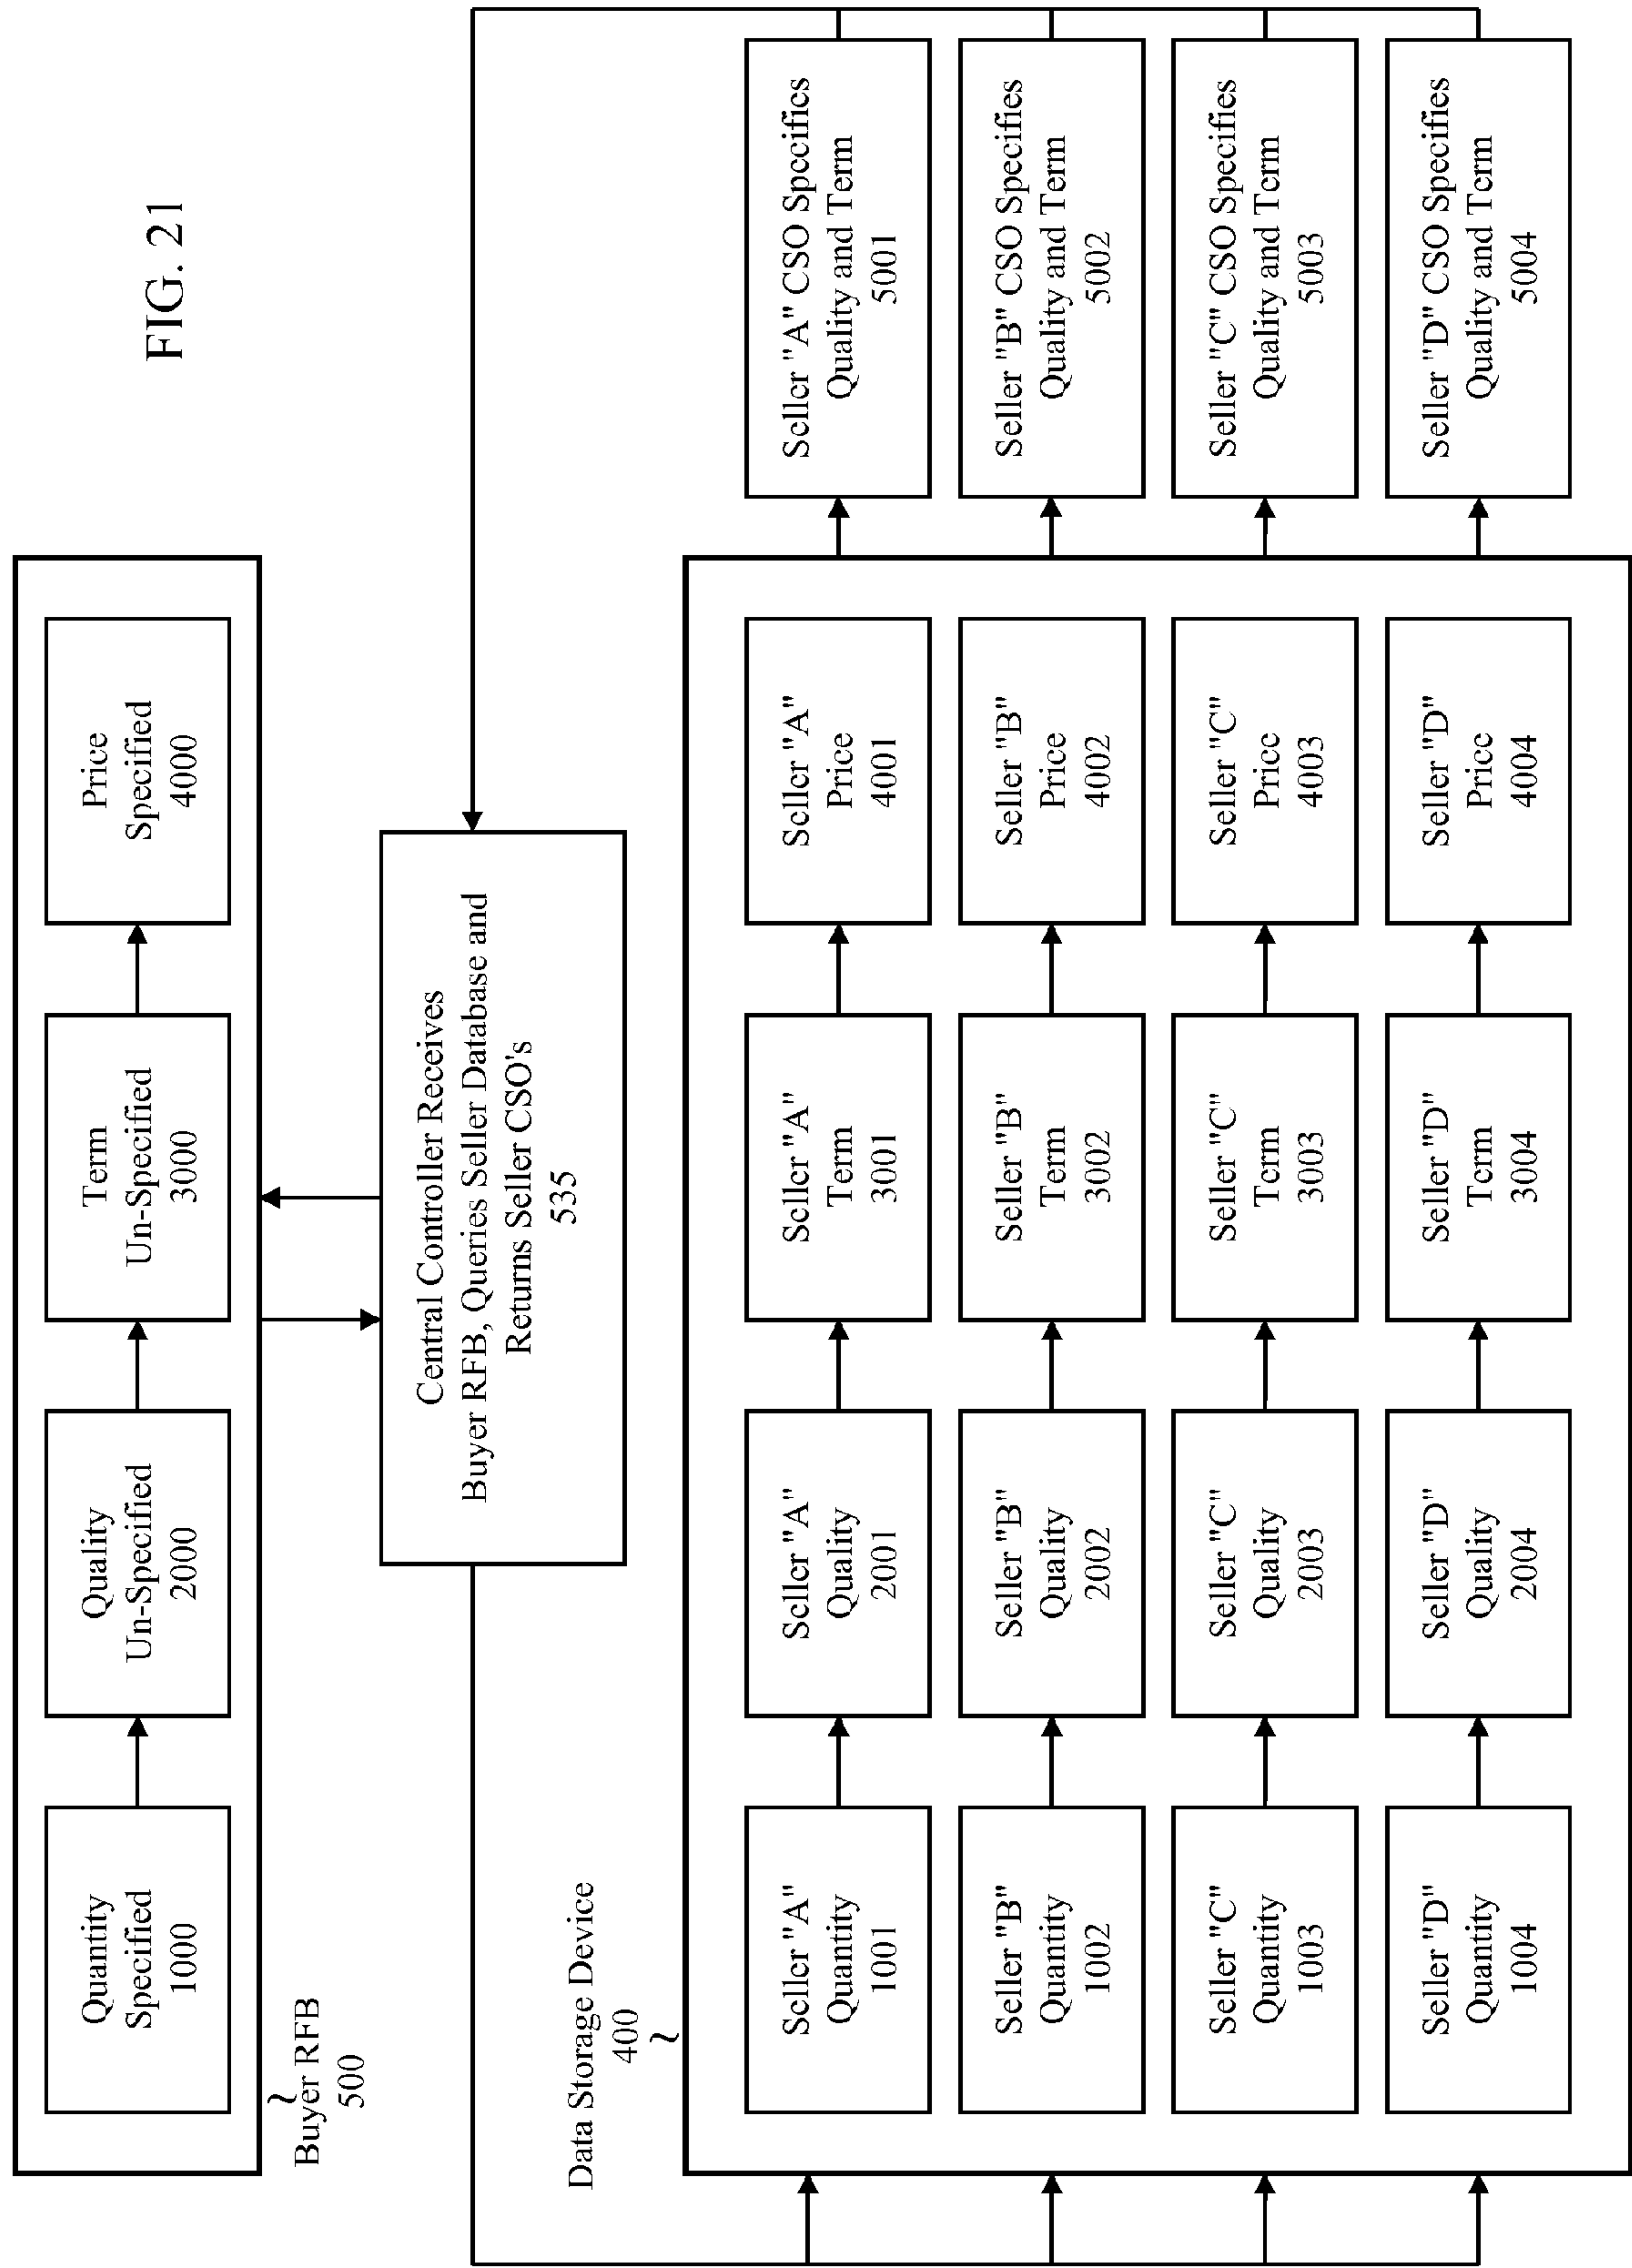 FIG. 21
Quantity
Specified
1000
Quality
Un-Specified
2000
Term
Un-Specified
3000
Price
Specified
4000
Buyer RFB
500
Central Controller Receives
Buyer RFB, Queries Seller Database and
Returns Seller CSO's
535
Data Storage Device
400
Seller "A"
Quantity
1001
Seller "A"
Quality
2001
Seller "A"
Term
3001
Seller "A"
Price
4001
Seller "A" CSO Specifies
Quality and Term
5001
Seller "B"
Quantity
1002
Seller "B"
Quality
2002
Seller "B"
Term
3002
Seller "B"
Price
4002
Seller "B" CSO Specifies
Quality and Term
5002
Seller "C"
Quantity
1003
Seller "C"
Quality
2003
Seller "C"
Term
3003
Seller "C"
Price
4003
Seller "C" CSO Specifies
Quality and Term
5003
Seller "D"
Quantity
1004
Seller "D"
Quality
2004
Seller "D"
Term
3004
Seller "D"
Price
4004
Seller "D" CSO Specifies
Quality and Term
5004